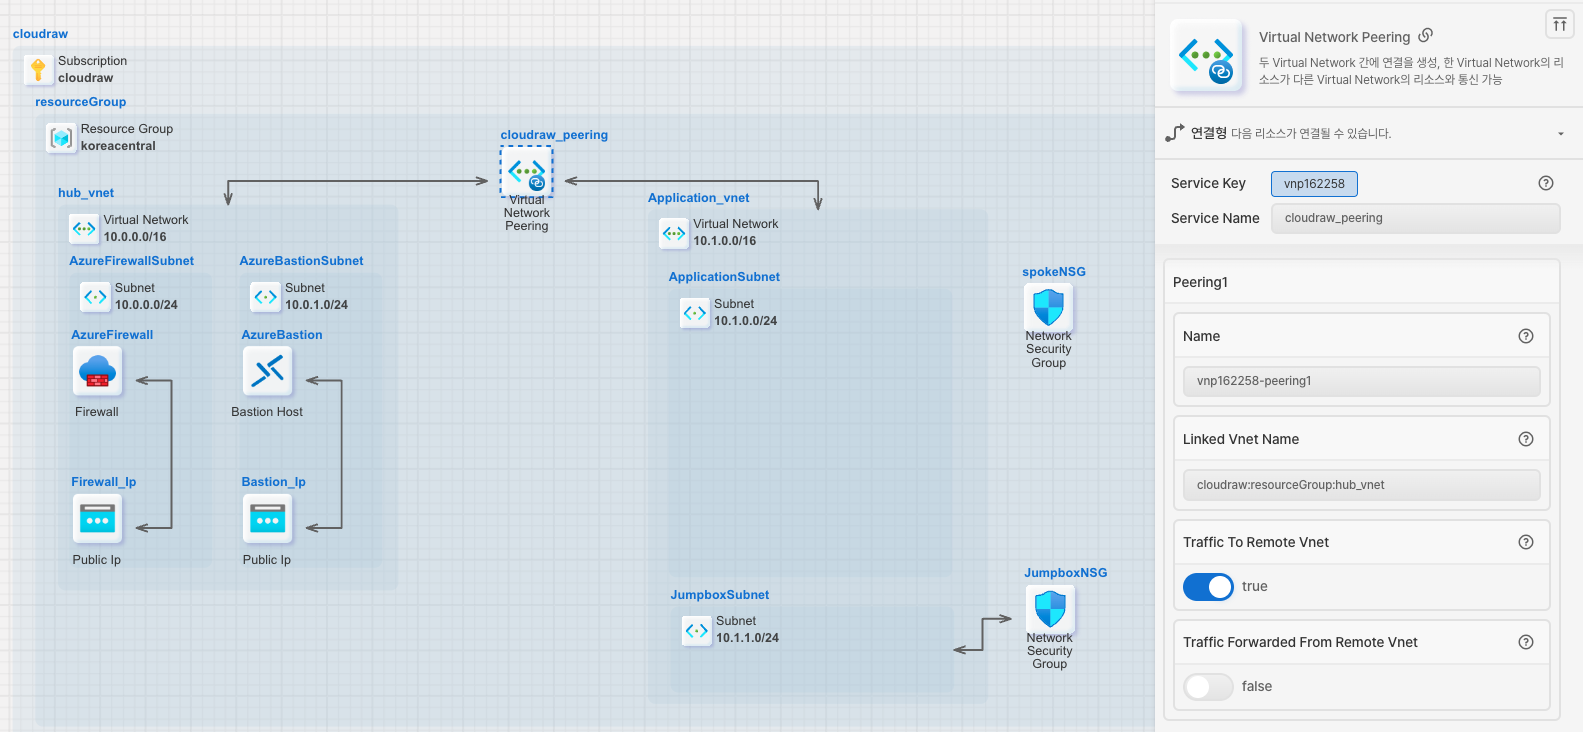 cloudraw
Subscription
cloudraw
resourceGroup
Resource Group
koreacentral
cloudraw_peering
Virtual
Network
Peering
hub_vnet
Virtual Network
10.0.0.0/16
AzureFirewallSubnet
Subnet
10.0.0.0/24
AzureBastionSubnet
Subnet
10.0.1.0/24
AzureFirewall
Firewall
AzureBastion
Bastion Host
Firewall_Ip
Public Ip
Bastion_Ip
Public Ip
Application_vnet
Virtual Network
10.1.0.0/16
ApplicationSubnet
Subnet
10.1.0.0/24
spokeNSG
Network
Security
Group
JumpboxSubnet
Subnet
10.1.1.0/24
JumpboxNSG
Network
Security
Group
Virtual Network Peering
두 Virtual Network 간에 연결을 생성, 한 Virtual Network의 리
소스가 다른 Virtual Network의 리소스와 통신 가능
연결형 다음 리소스가 연결될 수 있습니다.
Service Key
vnp162258
Service Name
cloudraw_peering
Peering1
Name
vnp162258-peering1
Linked Vnet Name
cloudraw:resourceGroup:hub_vnet
Traffic To Remote Vnet
true
Traffic Forwarded From Remote Vnet
false